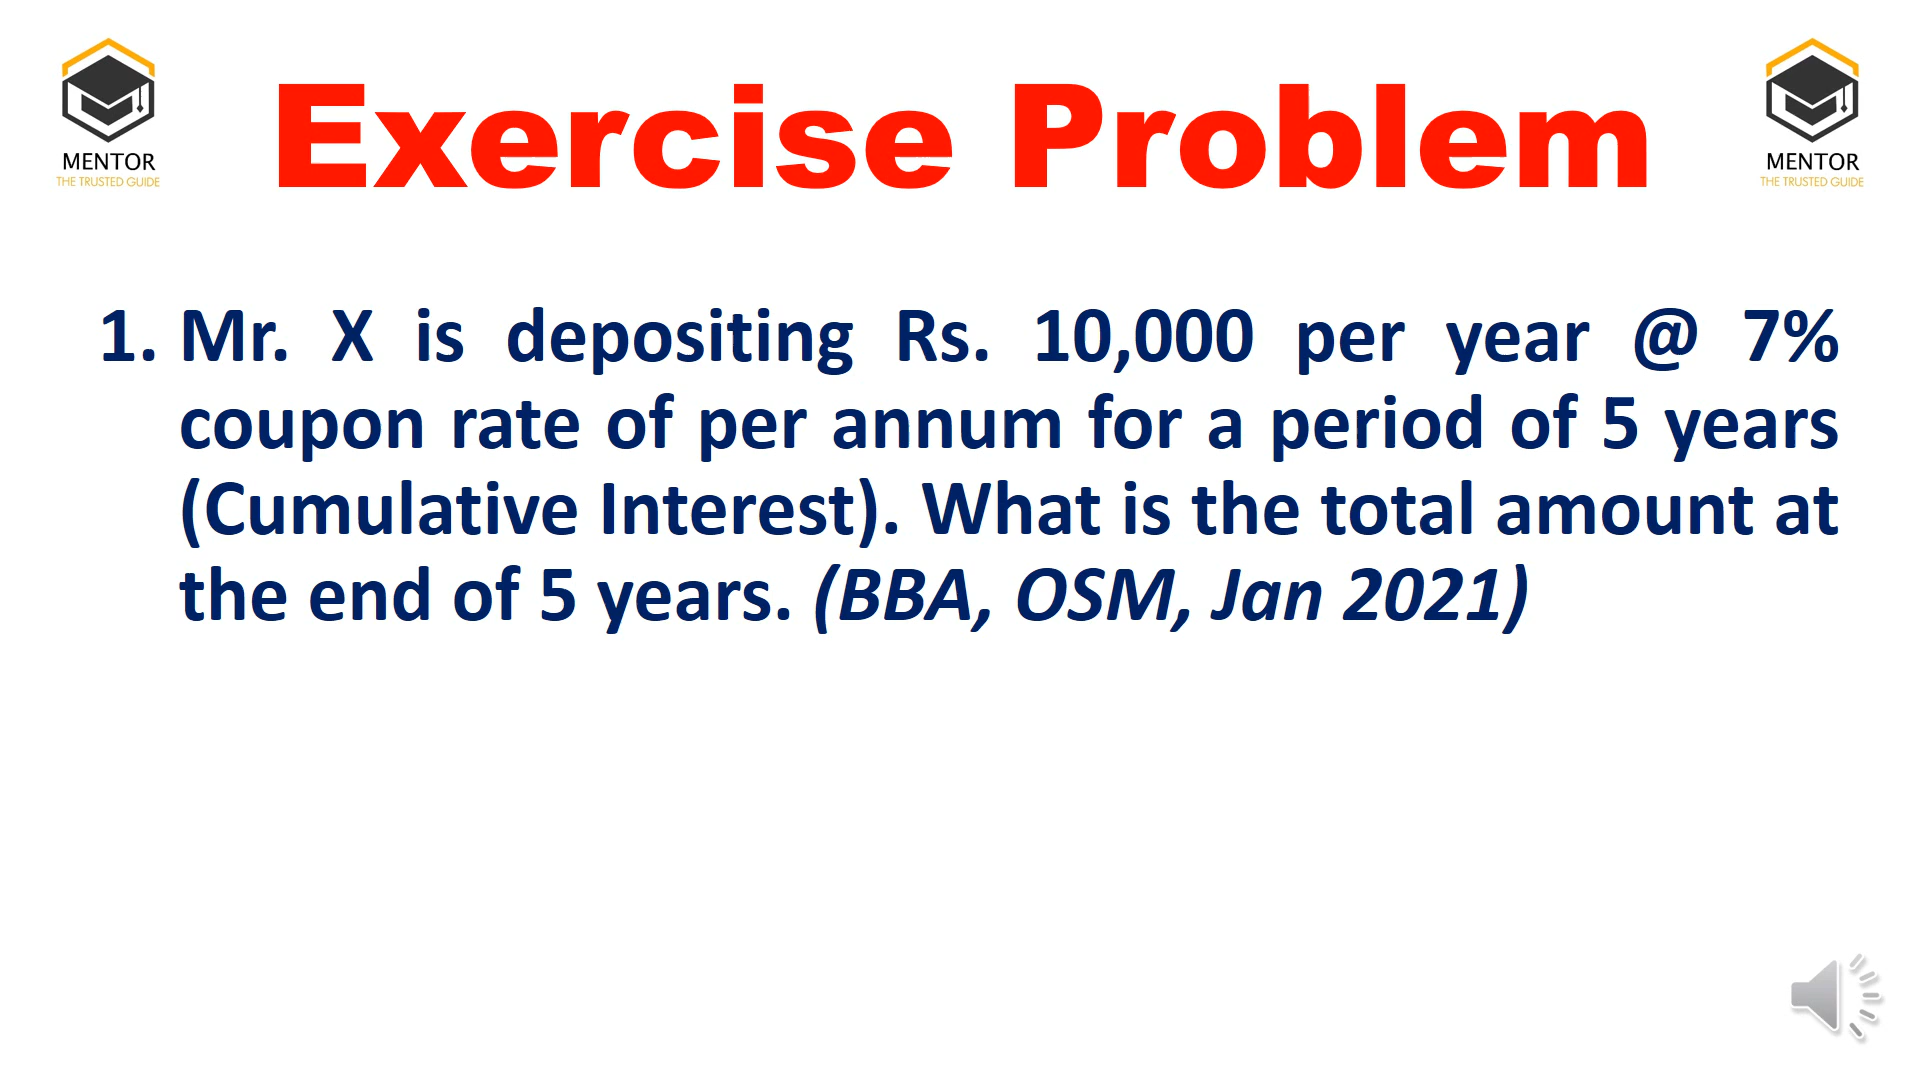 MENTOR
THE TRUSTED GUIDE
Exercise Problem
MENTOR
THE TRUSTED GUIDE
1. Mr. X is depositing Rs. 10,000 per year @ 7%
coupon rate of per annum for a period of 5 years
(Cumulative Interest). What is the total amount at
the end of 5 years. (BBA, OSM, Jan 2021)